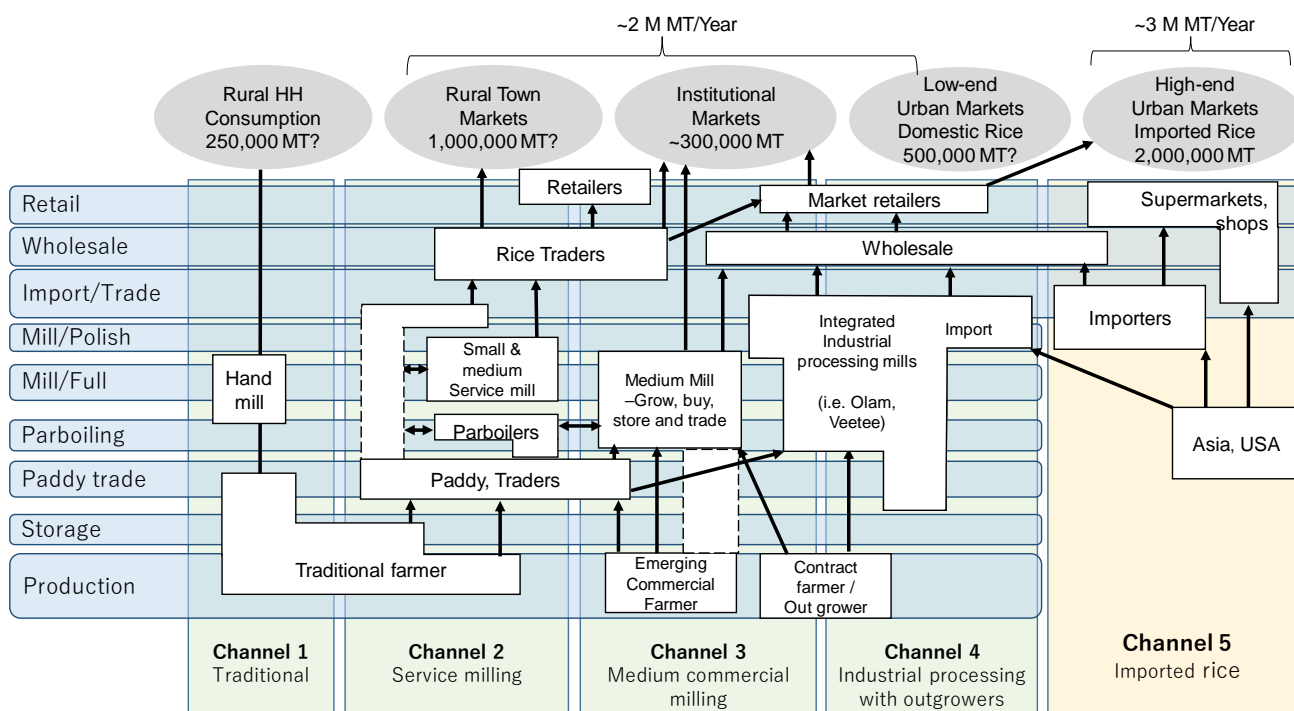 ~2 M MT/Year
~3 M MT/Year
Rural HH
Consumption
250,000 MT?
Rural Town
Markets
1,000,000 MT?
Institutional
Markets
~300,000 MT
Low-end
Urban Markets
Domestic Rice
500,000 MT?
High-end
Urban Markets
Imported Rice
2,000,000 MT
Retail
Retailers
Market retailers
Supermarkets,
shops
Wholesale
Rice Traders
Wholesale
Import/Trade
Importers
Mill/Polish
Small &
medium
Service mill
Integrated
Industrial
processing mills
(i.e. Olam,
Veetee)
Import
Mill/Full
Hand
mill
Medium Mill
–Grow, buy,
store and trade
Parboiling
Parboilers
Asia, USA
Paddy trade
Paddy, Traders
Storage
Production
Traditional farmer
Emerging
Commercial
Farmer
Contract
farmer /
Out grower
Channel 1
Traditional
Channel 2
Service milling
Channel 3
Medium commercial
milling
Channel 4
Industrial processing
with outgrowers
Channel 5
Imported rice